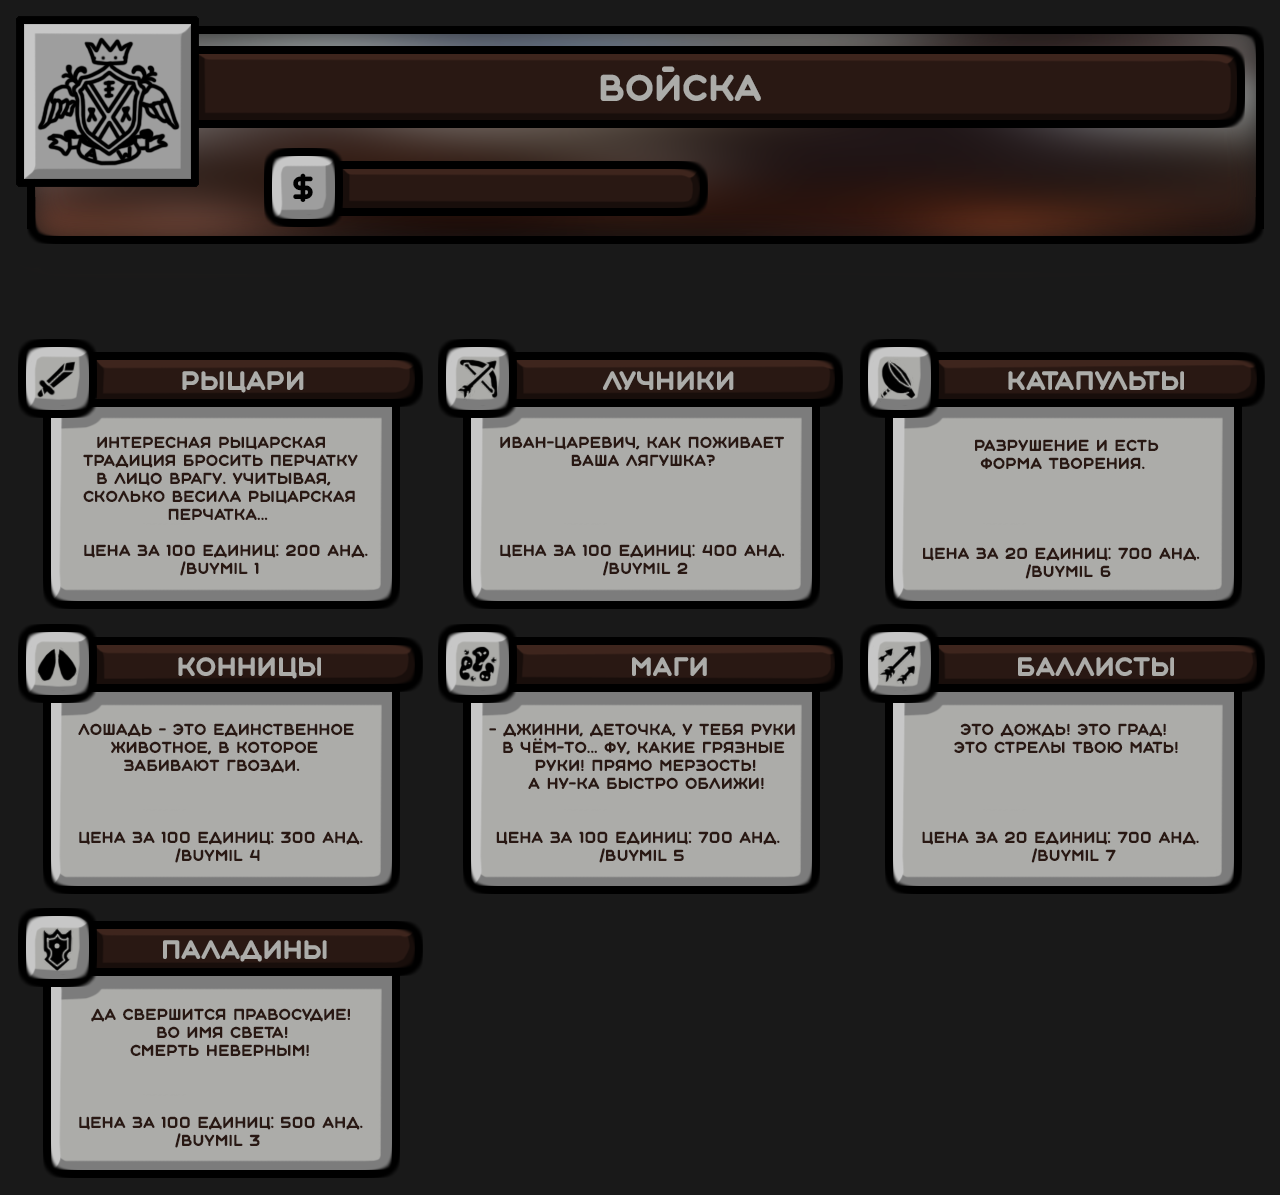 ВОЙСКА
$
РЫЦАРИ
ИНТЕРЕСНАЯ РЫЦАРСКАЯ
ТРАДИЦИЯ БРОСИТЬ ПЕРЧАТКУ
В ЛИЦО ВРАГУ. УЧИТЫВАЯ,
СКОЛЬКО ВЕСИЛА РЫЦАРСКАЯ
ПЕРЧАТКА...
ЦЕНА ЗА 100 ЕДИНИЦ: 200 АНД.
/BUYMIL 1
ЛУЧНИКИ
ИВАН-ЦАРЕВИЧ, КАК ПОЖИВАЕТ
ВАША ЛЯГУШКА?
ЦЕНА ЗА 100 ЕДИНИЦ: 400 АНД.
/BUYMIL 2
КАТАПУЛЬТЫ
РАЗРУШЕНИЕ И ЕСТЬ
ФОРМА ТВОРЕНИЯ.
ЦЕНА ЗА 20 ЕДИНИЦ: 700 АНД.
/BUYMIL 6
КОННИЦЫ
ЛОШАДЬ - ЭТО ЕДИНСТВЕННОЕ
ЖИВОТНОЕ, В КОТОРОЕ
ЗАБИВАЮТ ГВОЗДИ.
ЦЕНА ЗА 100 ЕДИНИЦ: 300 АНД.
/BUYMIL 4
МАГИ
- ДЖИННИ, ДЕТОЧКА, У ТЕБЯ РУКИ
В ЧЁМ-ТО... ФУ, КАКИЕ ГРЯЗНЫЕ
РУКИ! ПРЯМО МЕРЗОСТЬ!
А НУ-КА БЫСТРО ОБЛИЖИ!
ЦЕНА ЗА 100 ЕДИНИЦ: 700 АНД.
/BUYMIL 5
БАЛЛИСТЫ
ЭТО ДОЖДЬ! ЭТО ГРАД!
ЭТО СТРЕЛЫ ТВОЮ МАТЬ!
ЦЕНА ЗА 20 ЕДИНИЦ: 700 АНД.
/BUYMIL 7
ПАЛАДИНЫ
ДА СВЕРШИТСЯ ПРАВОСУДИЕ!
ВО ИМЯ СВЕТА!
СМЕРТЬ НЕВЕРНЫМ!
ЦЕНА ЗА 100 ЕДИНИЦ: 500 АНД.
/BUYMIL 3